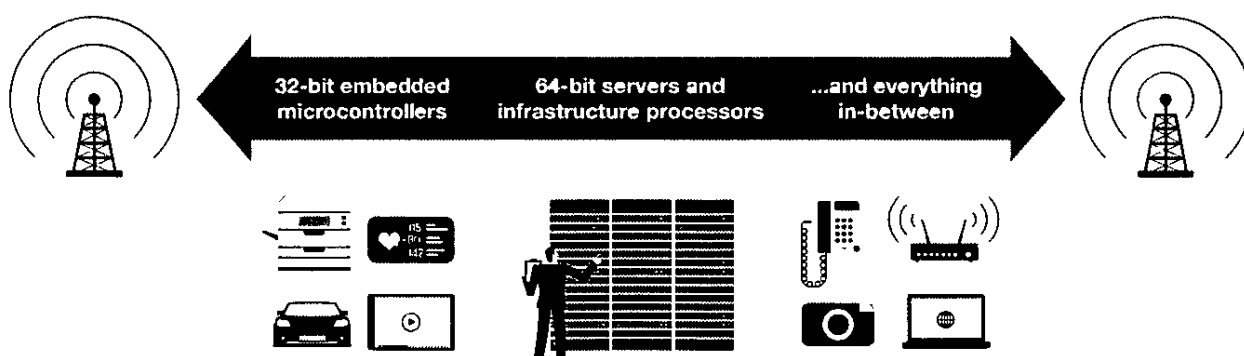 32-bit embedded
microcontrollers
64-bit servers and
infrastructure processors
...and everything
in-between